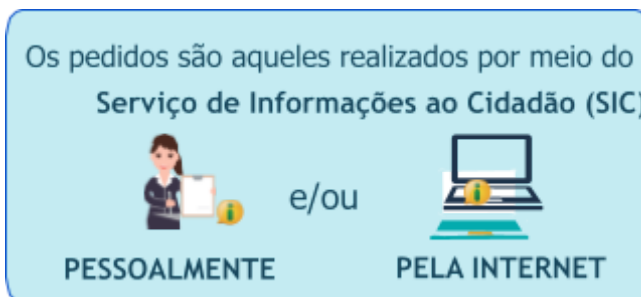 Os pedidos são aqueles realizados por meio do
Serviço de Informações ao Cidadão (SIC)
e/ou
PESSOALMENTE
PELA INTERNET